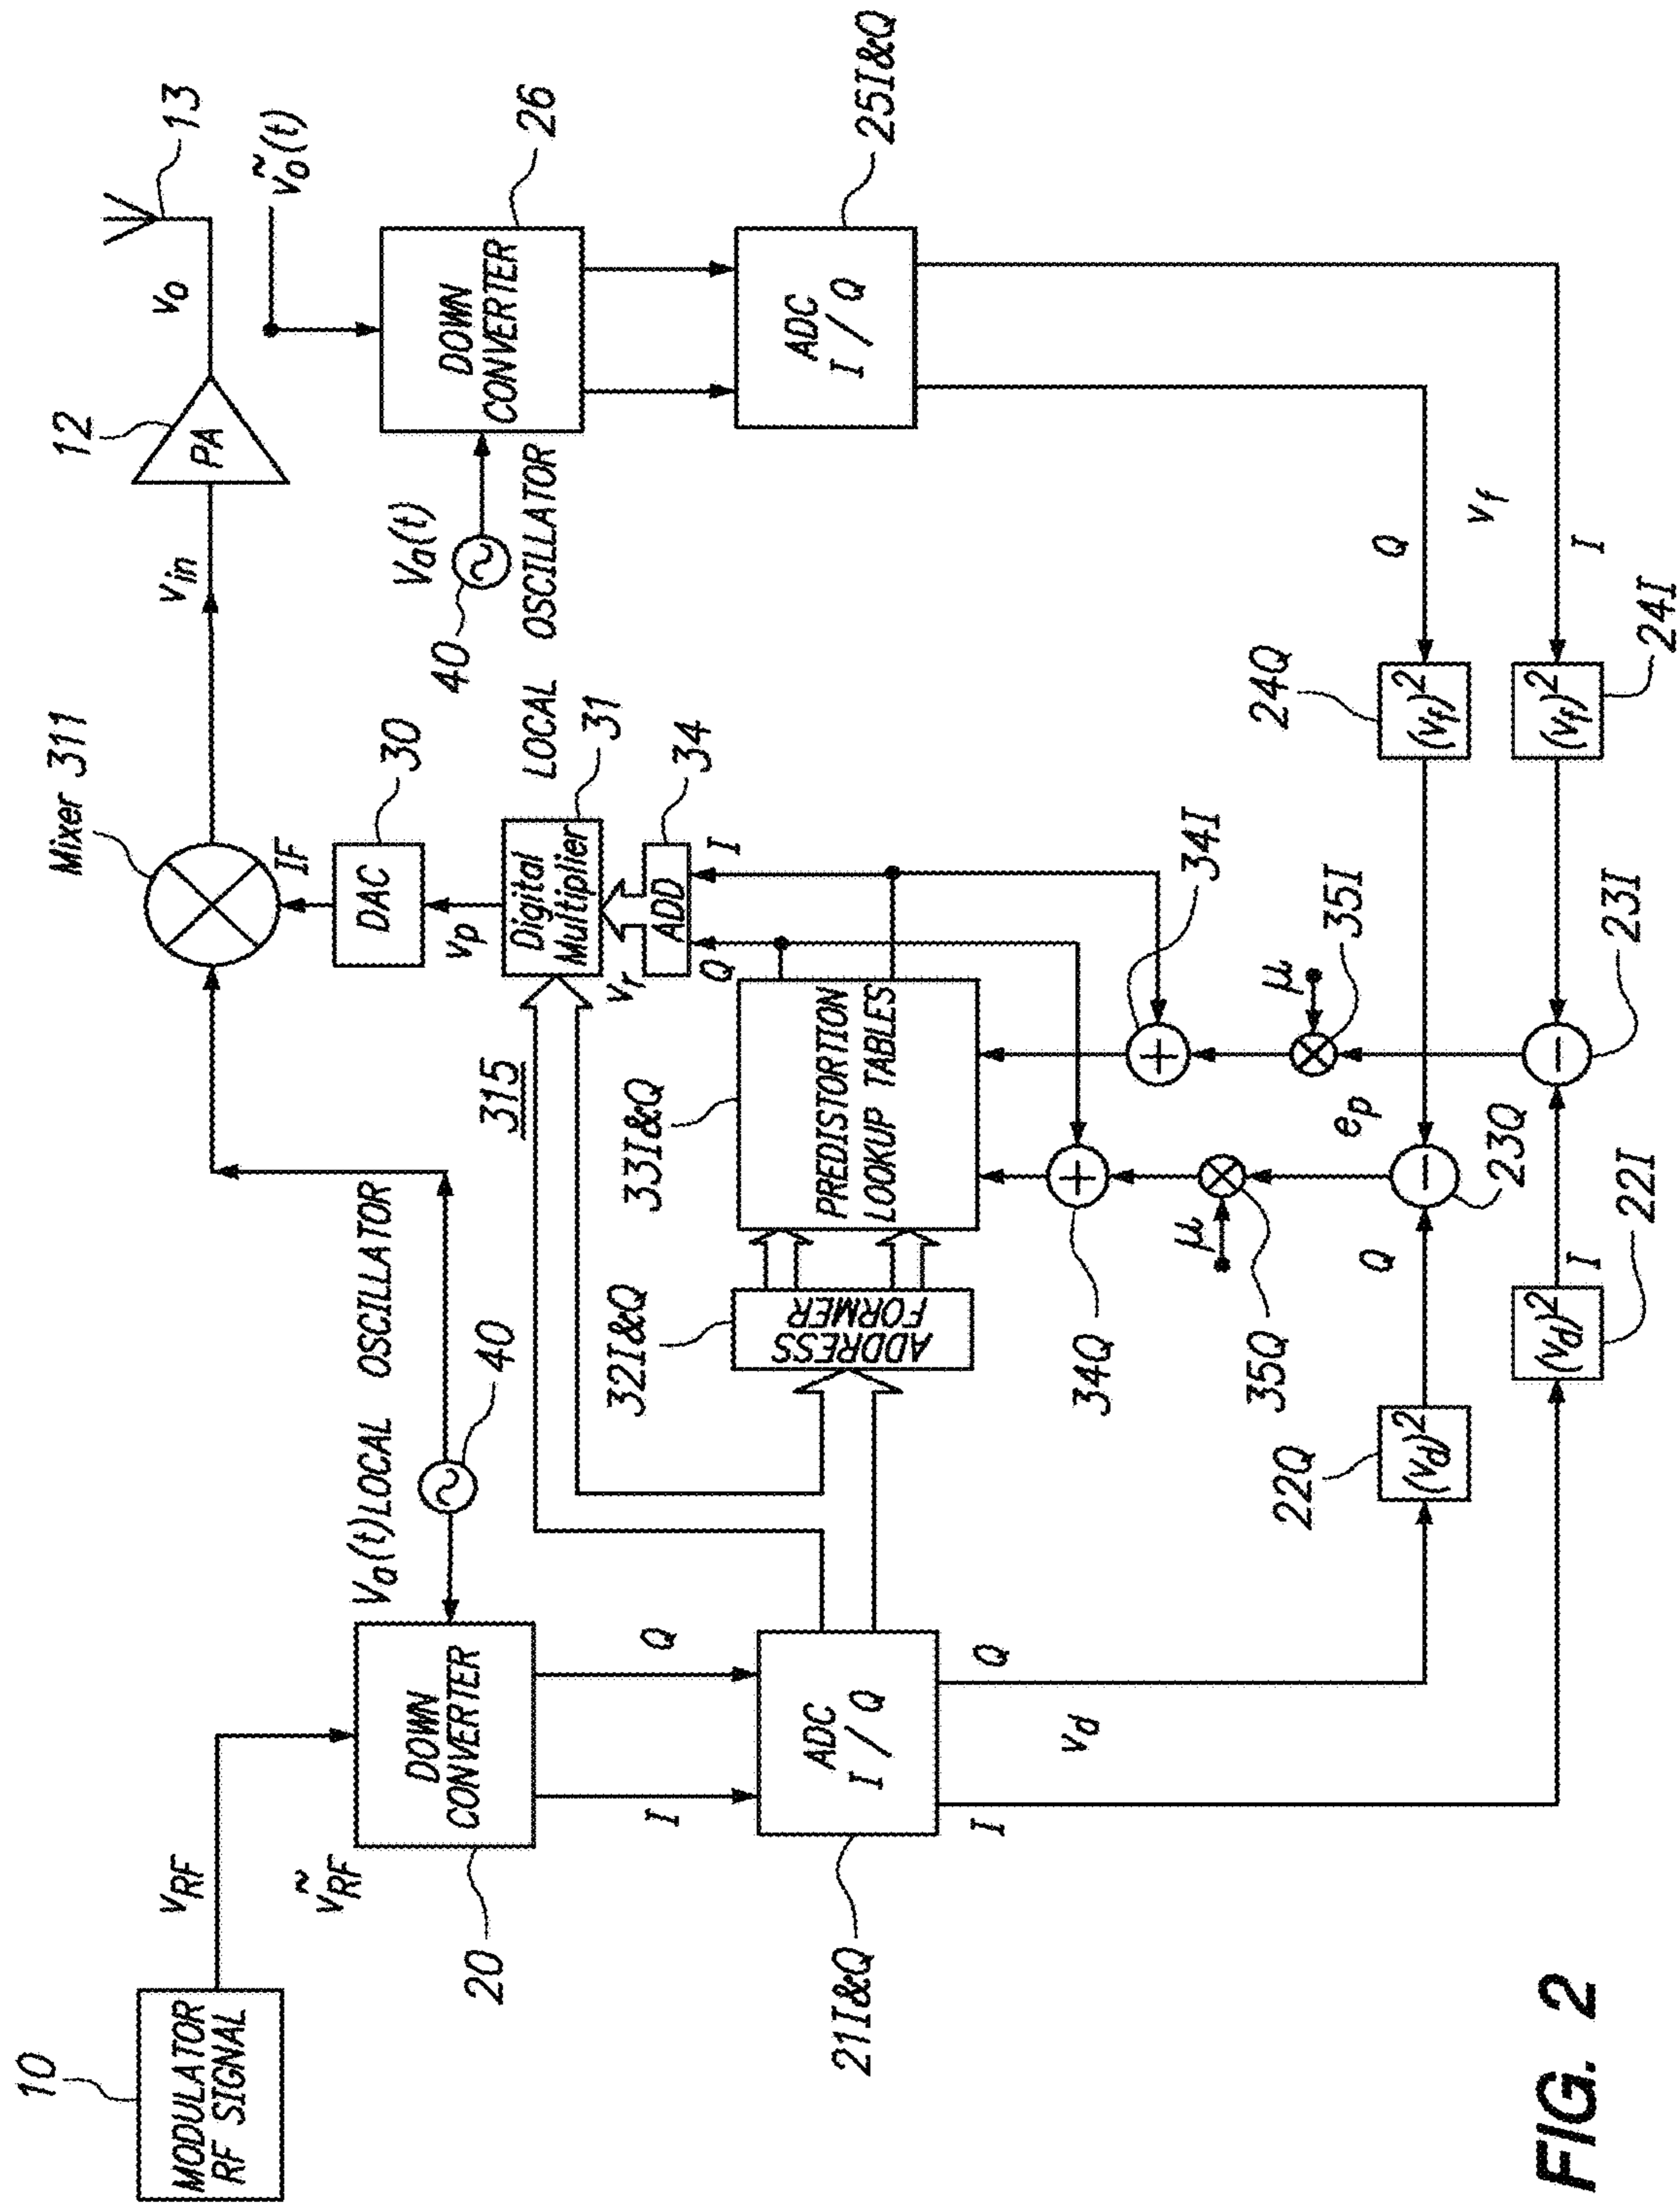 10
MODULATOR
RF SIGNAL
vRF
ṽRF
20
DOWN
CONVERTER
Va(t)LOCAL OSCILLATOR
40
I
Q
ADC
I / Q
21I&Q
I
vd
Q
315
Mixer 311
IF
30
DAC
vp
Digital
Multiplier
31
vr
ADD
34
Q
I
vin
12
PA
vo
13
ṽo(t)
DOWN
CONVERTER
26
Va(t)
40
LOCAL OSCILLATOR
ADC
I / Q
25I&Q
32I&Q
ADDRESS
FORMER
33I&Q
PREDISTORTION
LOOKUP TABLES
34Q
+
34I
+
35Q
μ
35I
μ
ep
22Q
(vd)2
Q
23Q
24Q
(vf)2
Q
vf
22I
(vd)2
I
23I
24I
(vf)2
I
FIG. 2